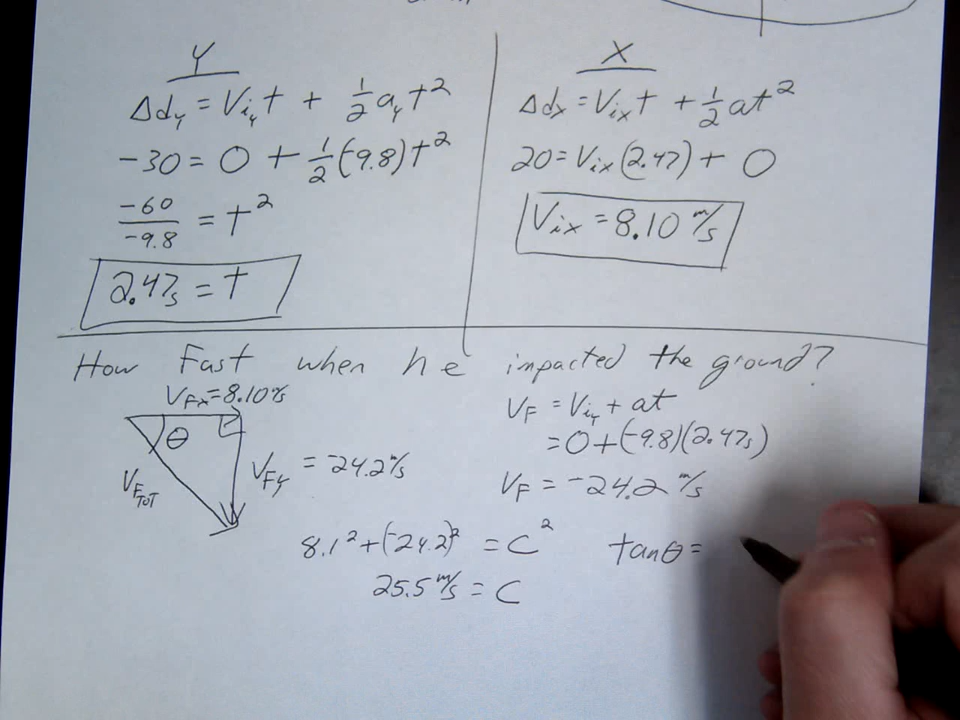 Y
Δd_y = V_iy t + 1/2 a_y t²
-30 = 0 + 1/2 (-9.8) t²
-60/-9.8 = t²
2.47s = t
X
Δd_x = V_ix t + 1/2 at²
20 = V_ix (2.47) + 0
V_ix = 8.10 m/s
How Fast when he impacted the ground?
V_Fx = 8.10 m/s
θ
V_F_TOT
V_Fy = -24.2 m/s
V_F = V_iy + at
= 0 + (-9.8)(2.47s)
V_F = -24.2 m/s
8.1² + (-24.2)² = C²
25.5 m/s = C
tanθ =